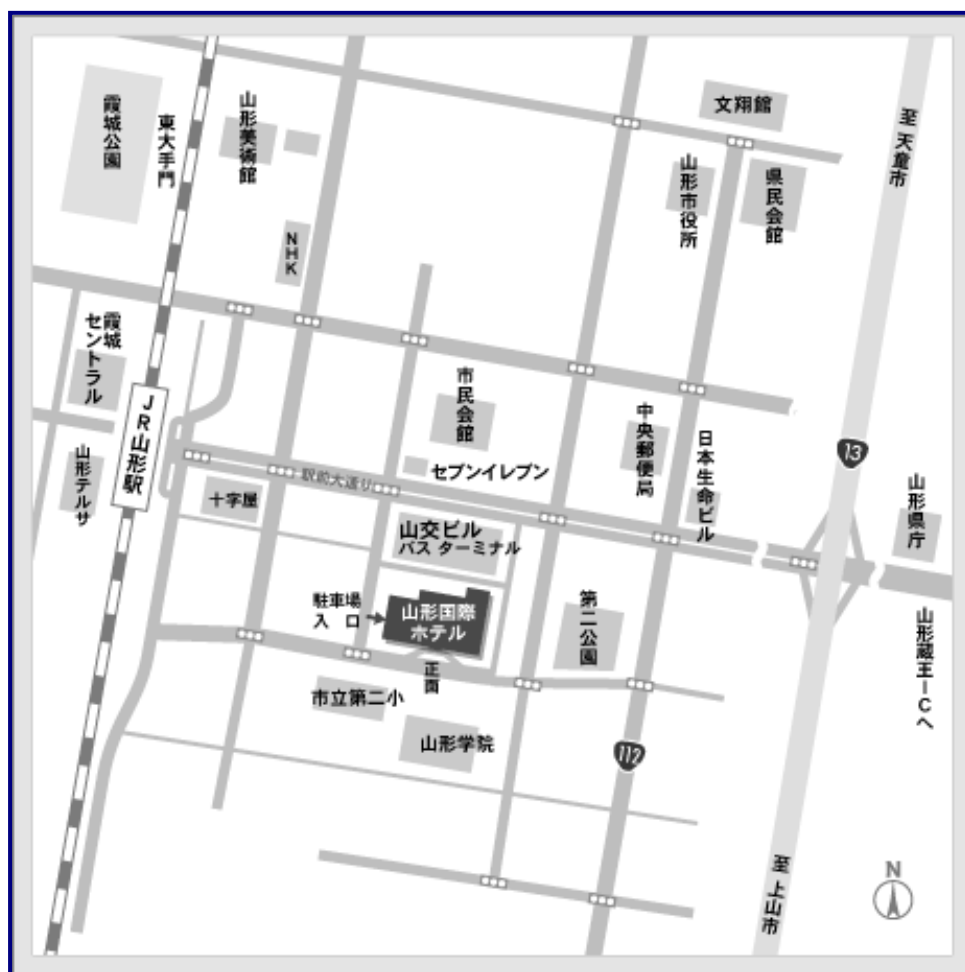 文翔館
至 天童市
霞城公園
東大手門
山形美術館
山形市役所
県民会館
NHK
霞城
セントラル
JR山形駅
山形テルサ
市民会館
中央郵便局
日本生命ビル
13
セブンイレブン
駅前大通り
十字屋
山交ビル
バス ターミナル
山形県庁
駐車場
入 口
山形国際
ホテル
正面
第二公園
山形蔵王ICへ
市立第二小
山形学院
112
至 上山市
N